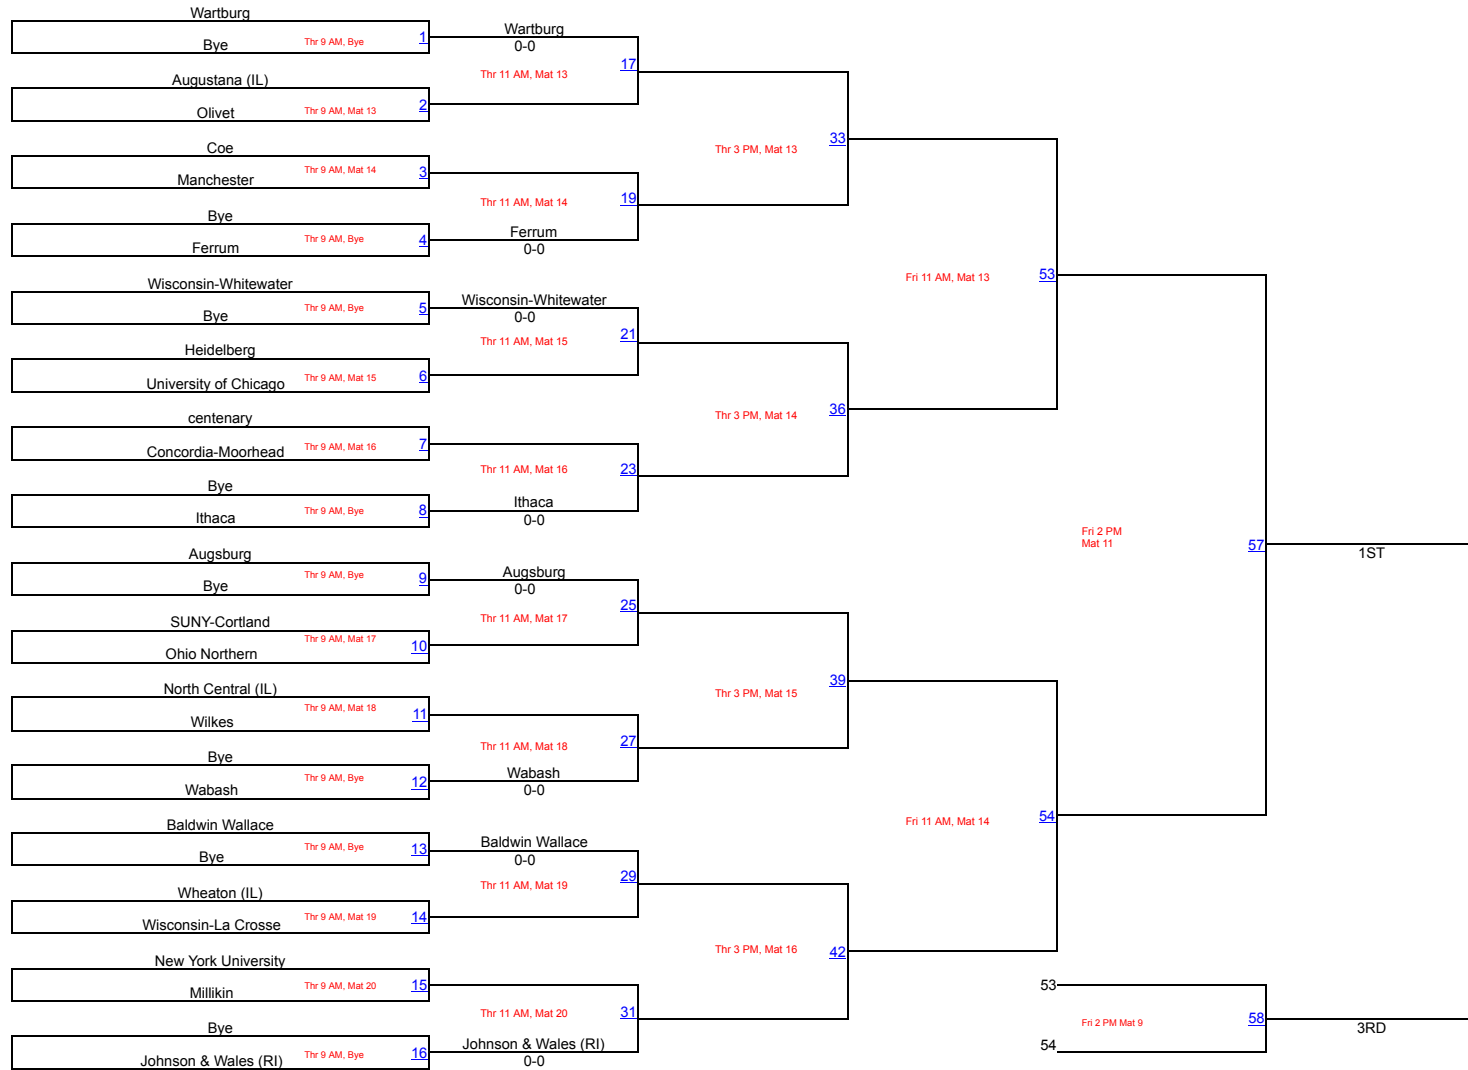 Wartburg
Bye
Thr 9 AM, Bye
1
Augustana (IL)
Olivet
Thr 9 AM, Mat 13
2
Coe
Manchester
Thr 9 AM, Mat 14
3
Bye
Ferrum
Thr 9 AM, Bye
4
Wisconsin-Whitewater
Bye
Thr 9 AM, Bye
5
Heidelberg
University of Chicago
Thr 9 AM, Mat 15
6
centenary
Concordia-Moorhead
Thr 9 AM, Mat 16
7
Bye
Ithaca
Thr 9 AM, Bye
8
Augsburg
Bye
Thr 9 AM, Bye
9
SUNY-Cortland
Ohio Northern
Thr 9 AM, Mat 17
10
North Central (IL)
Wilkes
Thr 9 AM, Mat 18
11
Bye
Wabash
Thr 9 AM, Bye
12
Baldwin Wallace
Bye
Thr 9 AM, Bye
13
Wheaton (IL)
Wisconsin-La Crosse
Thr 9 AM, Mat 19
14
New York University
Millikin
Thr 9 AM, Mat 20
15
Bye
Johnson & Wales (RI)
Thr 9 AM, Bye
16
Wartburg
0-0
Thr 11 AM, Mat 13
17
Thr 11 AM, Mat 14
19
Ferrum
0-0
Wisconsin-Whitewater
0-0
Thr 11 AM, Mat 15
21
Thr 11 AM, Mat 16
23
Ithaca
0-0
Augsburg
0-0
Thr 11 AM, Mat 17
25
Thr 11 AM, Mat 18
27
Wabash
0-0
Baldwin Wallace
0-0
Thr 11 AM, Mat 19
29
Thr 11 AM, Mat 20
31
Johnson & Wales (RI)
0-0
Thr 3 PM, Mat 13
33
Thr 3 PM, Mat 14
36
Thr 3 PM, Mat 15
39
Thr 3 PM, Mat 16
42
Fri 11 AM, Mat 13
53
Fri 11 AM, Mat 14
54
Fri 2 PM
Mat 11
57
1ST
53
Fri 2 PM Mat 9
58
54
3RD